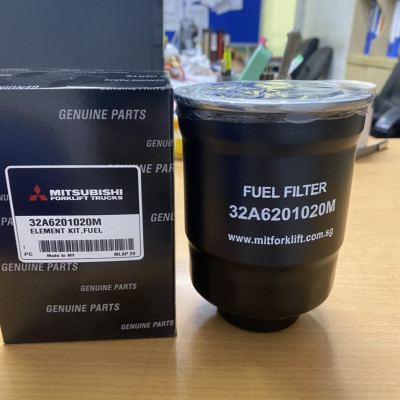 GENUINE PARTS
GENUINE PARTS
MITSUBISHI
FORKLIFT TRUCKS
32A6201020M
ELEMENT KIT,FUEL
1
PC
Made in MY
MLAP 20
GENUINE PARTS
GENUINE PARTS
GENUINE PARTS
GENUINE PARTS
FUEL FILTER
32A6201020M
www.mitforklift.com.sg